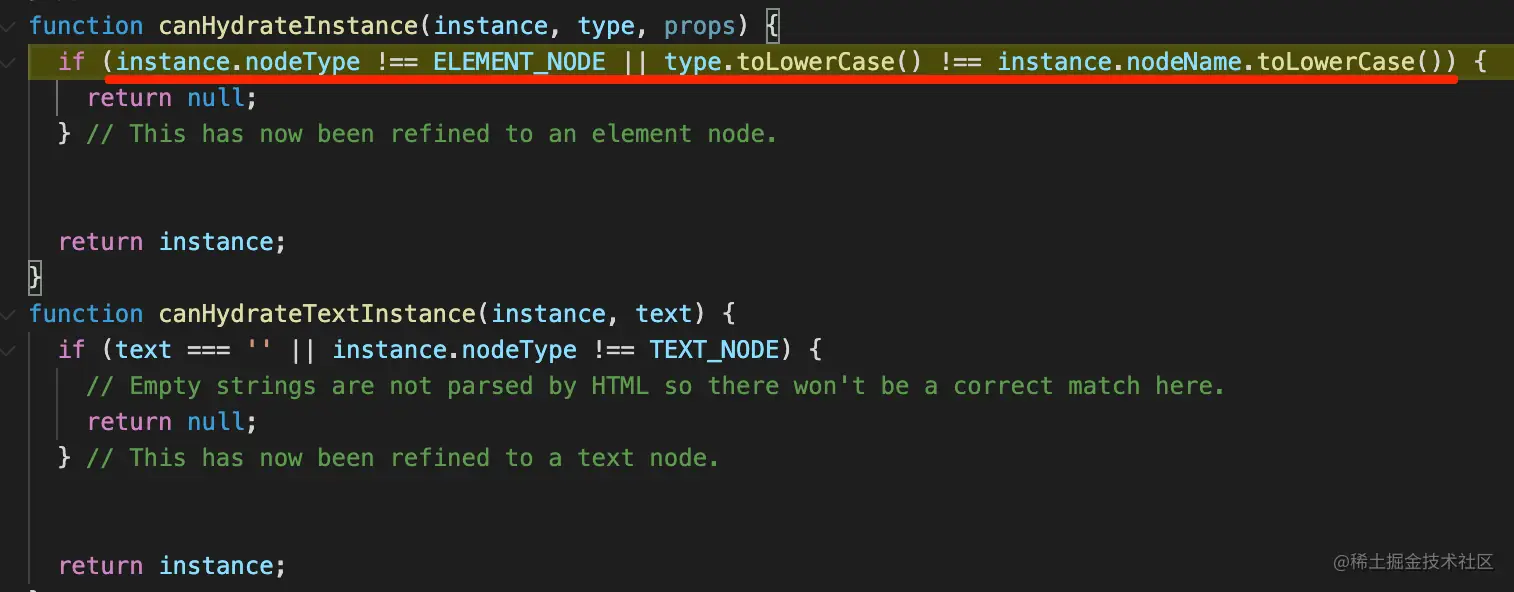 function canHydrateInstance(instance, type, props) {
  if (instance.nodeType !== ELEMENT_NODE || type.toLowerCase() !== instance.nodeName.toLowerCase()) {
    return null;
  } // This has now been refined to an element node.
  return instance;
}
function canHydrateTextInstance(instance, text) {
  if (text === '' || instance.nodeType !== TEXT_NODE) {
    // Empty strings are not parsed by HTML so there won't be a correct match here.
    return null;
  } // This has now been refined to a text node.
  return instance;
@稀土掘金技术社区